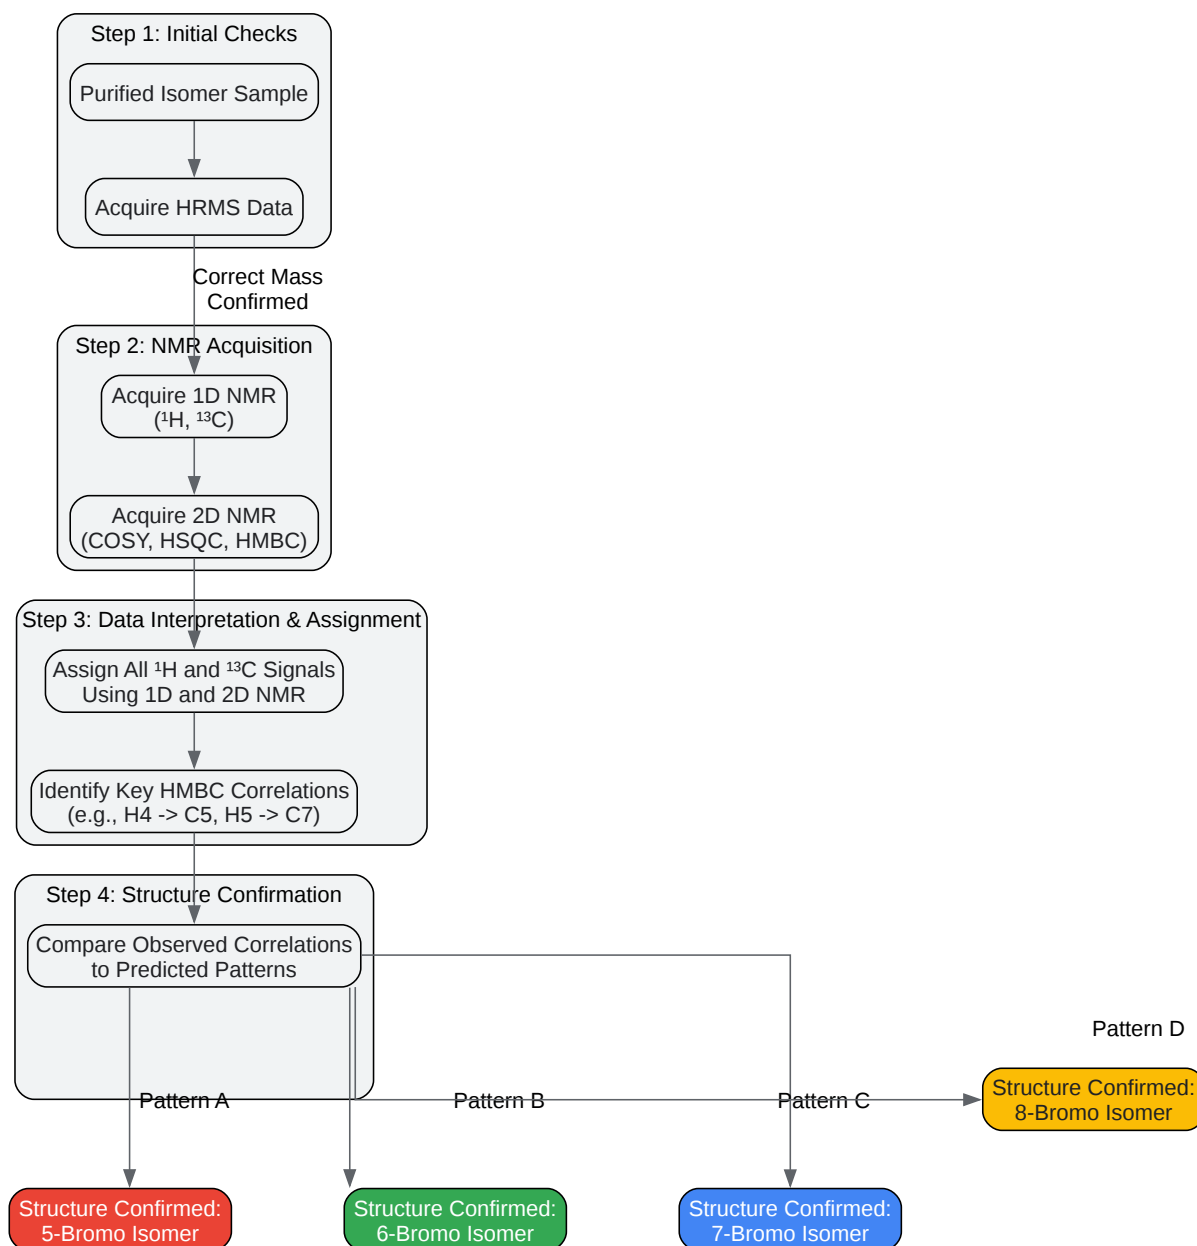 Step 1: Initial Checks
Purified Isomer Sample
Acquire HRMS Data
Correct Mass
Confirmed
Step 2: NMR Acquisition
Acquire 1D NMR
(¹H, ¹³C)
Acquire 2D NMR
(COSY, HSQC, HMBC)
Step 3: Data Interpretation & Assignment
Assign All ¹H and ¹³C Signals
Using 1D and 2D NMR
Identify Key HMBC Correlations
(e.g., H4 -> C5, H5 -> C7)
Step 4: Structure Confirmation
Compare Observed Correlations
to Predicted Patterns
Pattern D
Structure Confirmed:
8-Bromo Isomer
Pattern A
Pattern B
Pattern C
Structure Confirmed:
5-Bromo Isomer
Structure Confirmed:
6-Bromo Isomer
Structure Confirmed:
7-Bromo Isomer